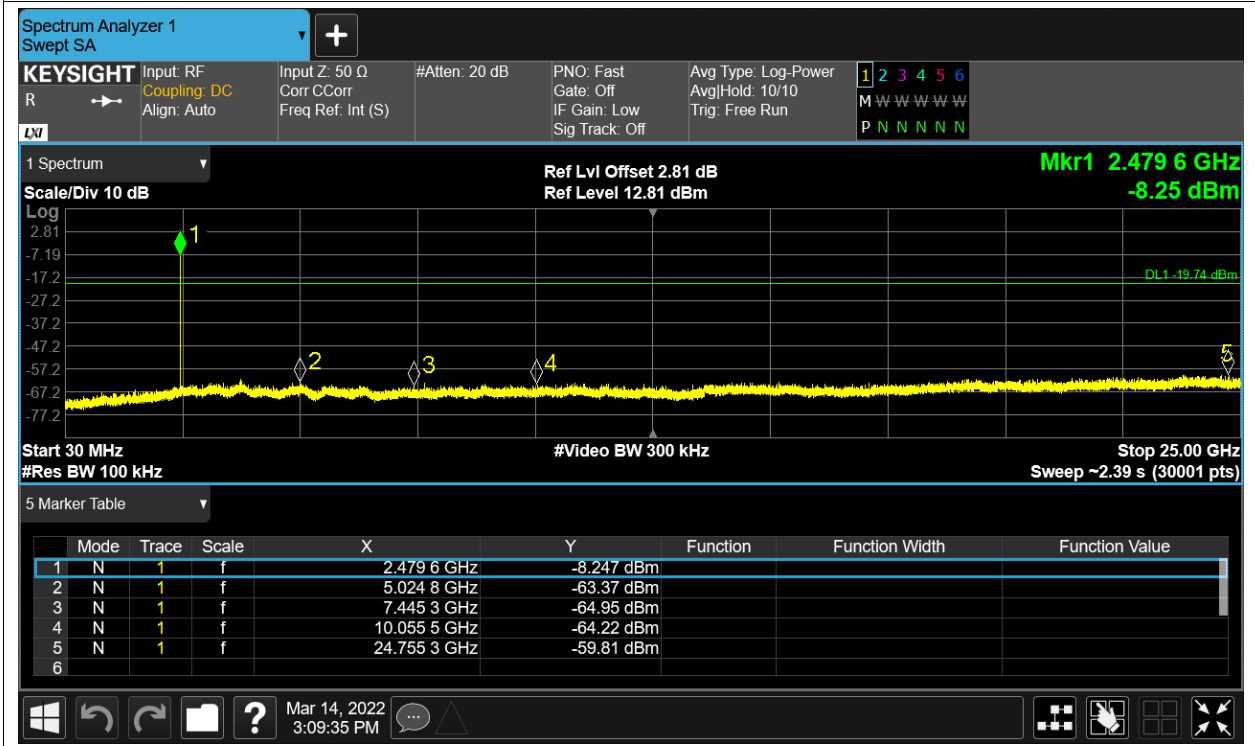 Spectrum Analyzer 1
Swept SA
+
KEYSIGHT Input: RF Input Z: 50 Ω #Atten: 20 dB PNO: Fast Avg Type: Log-Power 1 2 3 4 5 6
R Coupling: DC Corr CCorr Gate: Off Avg|Hold: 10/10 M W W W W W
Align: Auto Freq Ref: Int (S) IF Gain: Low Trig: Free Run
LXI Sig Track: Off P N N N N N
1 Spectrum Ref Lvl Offset 2.81 dB Mkr1 2.479 6 GHz
Scale/Div 10 dB Ref Level 12.81 dBm -8.25 dBm
Log
2.81 1
-7.19
-17.2 DL1 -19.74 dBm
-27.2
-37.2
-47.2
-57.2 2 3 4 5
-67.2
-77.2
Start 30 MHz #Video BW 300 kHz Stop 25.00 GHz
#Res BW 100 kHz Sweep ~2.39 s (30001 pts)
5 Marker Table
Mode Trace Scale X Y Function Function Width Function Value
1 N 1 f 2.479 6 GHz -8.247 dBm
2 N 1 f 5.024 8 GHz -63.37 dBm
3 N 1 f 7.445 3 GHz -64.95 dBm
4 N 1 f 10.055 5 GHz -64.22 dBm
5 N 1 f 24.755 3 GHz -59.81 dBm
6
? Mar 14, 2022
3:09:35 PM